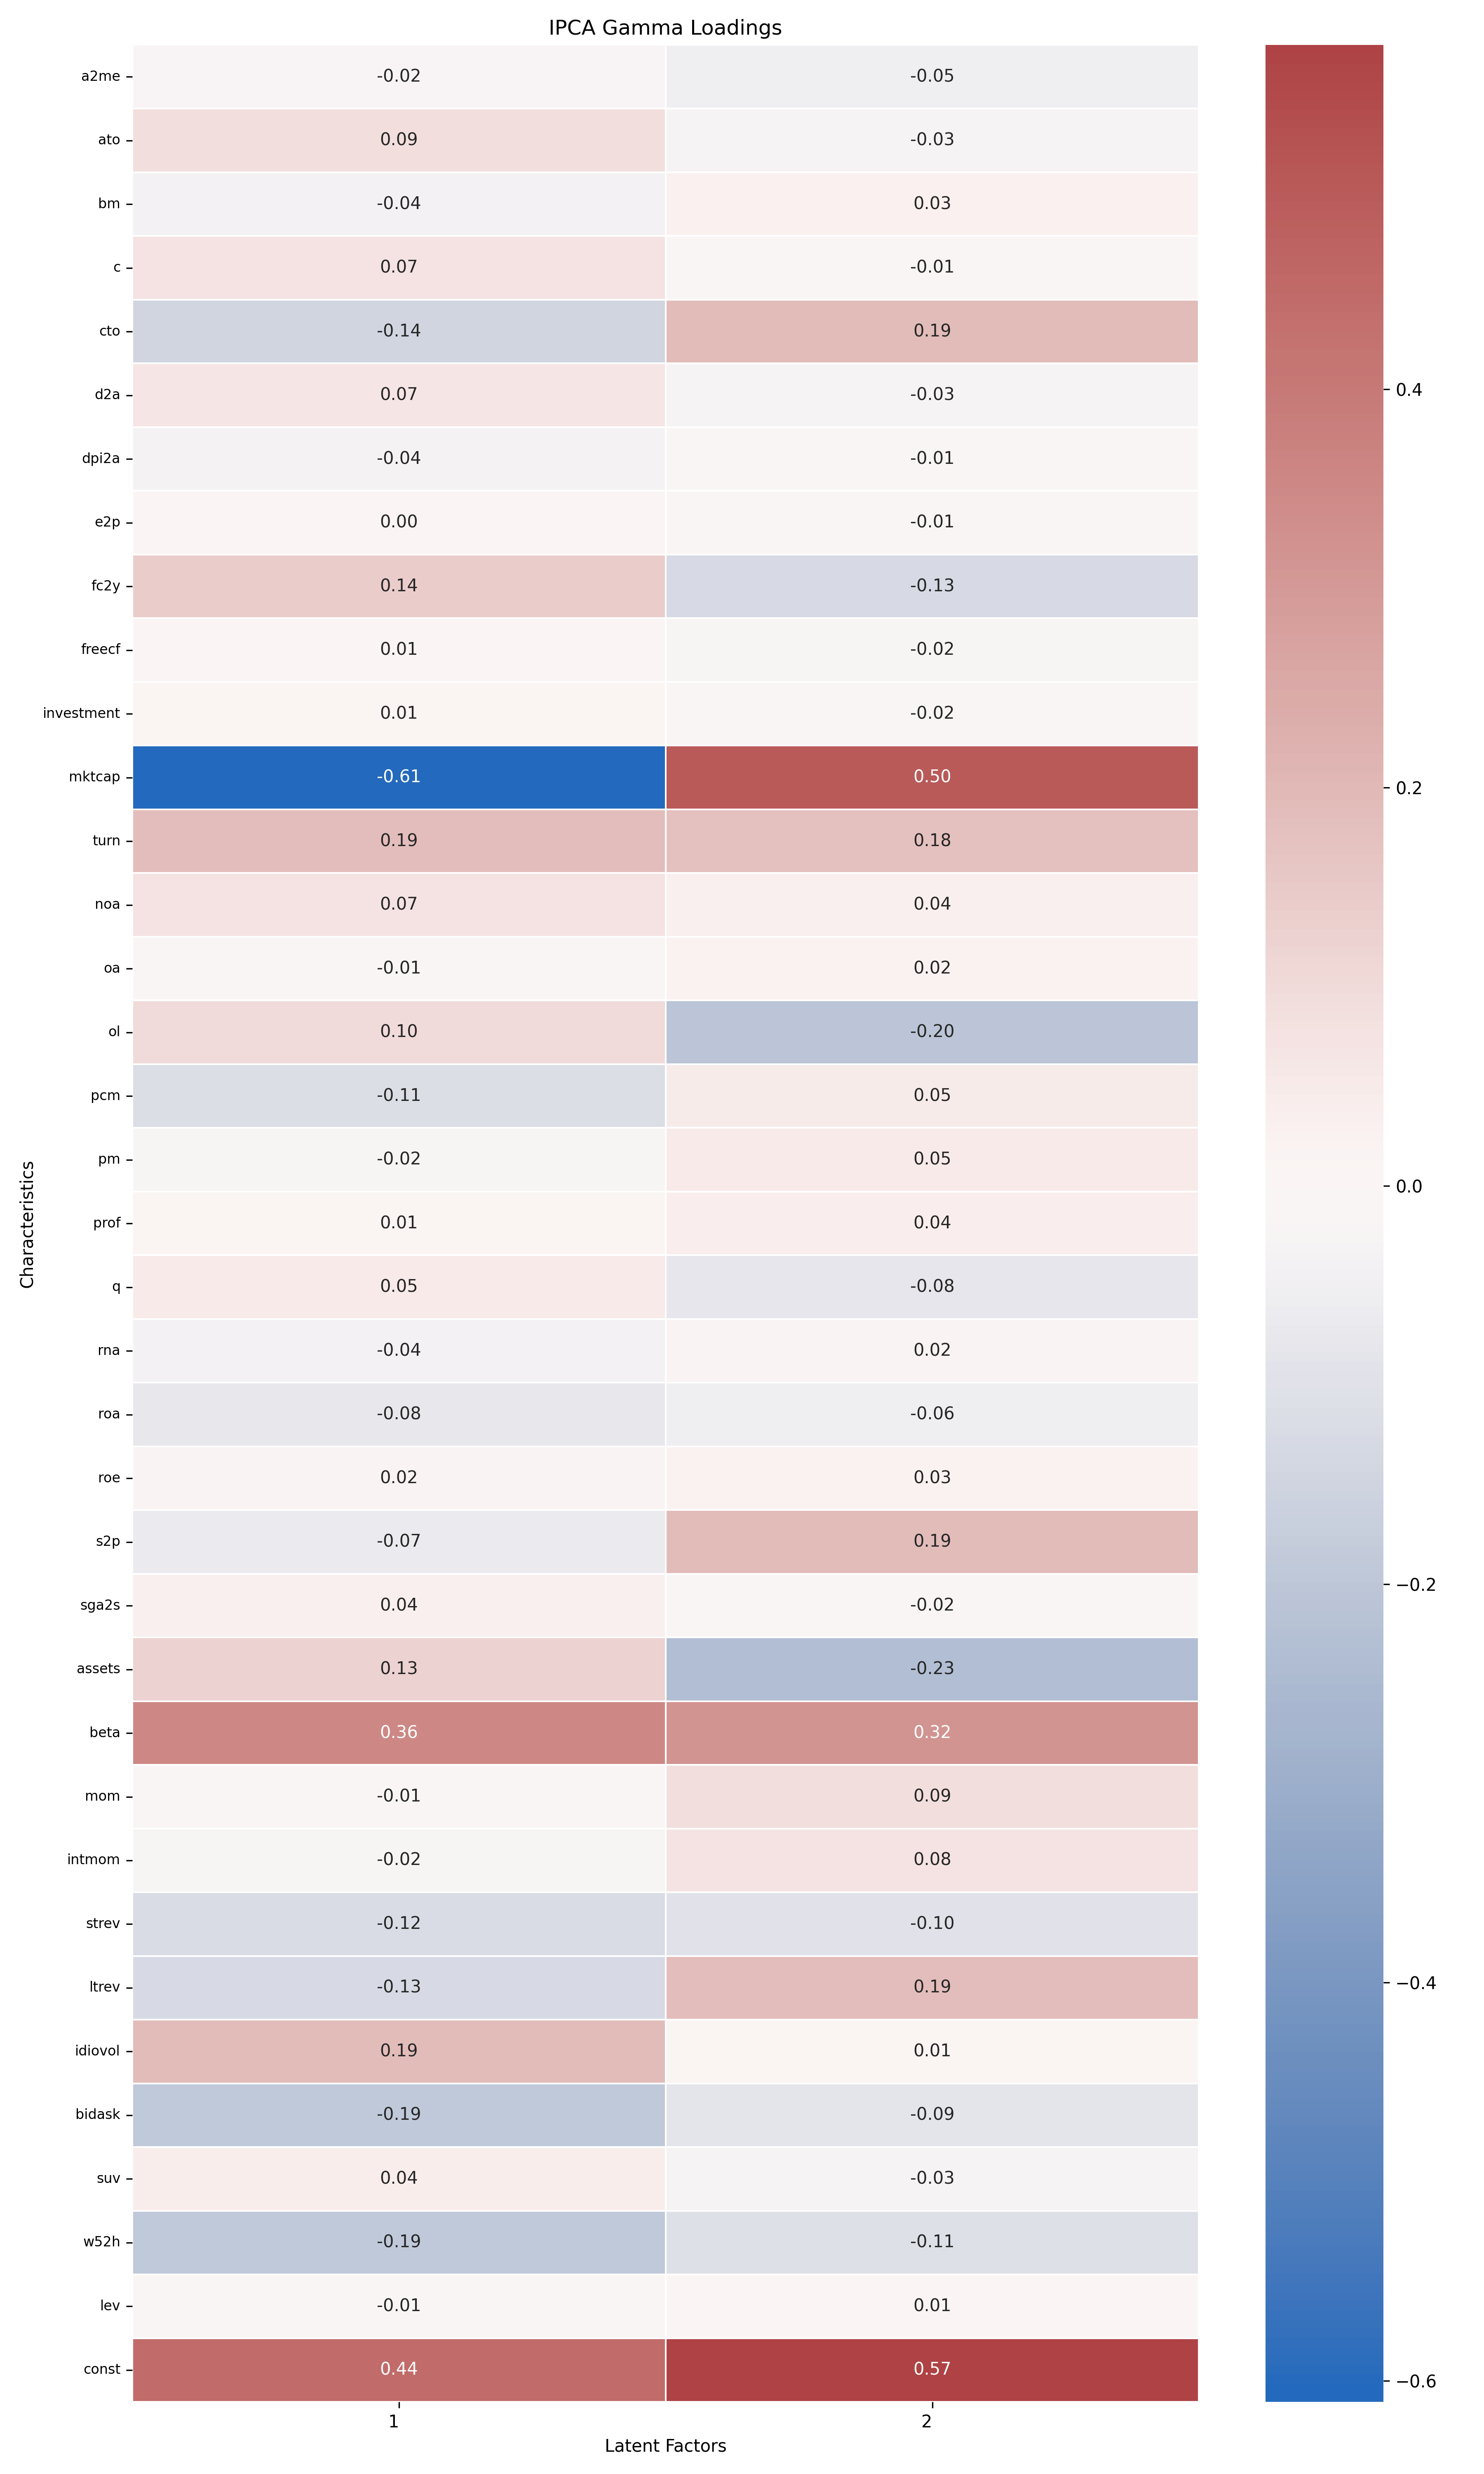 IPCA Gamma Loadings
a2me -0.02 -0.05
ato 0.09 -0.03
bm -0.04 0.03
c 0.07 -0.01
cto -0.14 0.19
d2a 0.07 -0.03
dpi2a -0.04 -0.01
e2p 0.00 -0.01
fc2y 0.14 -0.13
freecf 0.01 -0.02
investment 0.01 -0.02
mktcap -0.61 0.50
turn 0.19 0.18
noa 0.07 0.04
oa -0.01 0.02
ol 0.10 -0.20
pcm -0.11 0.05
pm -0.02 0.05
prof 0.01 0.04
q 0.05 -0.08
rna -0.04 0.02
roa -0.08 -0.06
roe 0.02 0.03
s2p -0.07 0.19
sga2s 0.04 -0.02
assets 0.13 -0.23
beta 0.36 0.32
mom -0.01 0.09
intmom -0.02 0.08
strev -0.12 -0.10
ltrev -0.13 0.19
idiovol 0.19 0.01
bidask -0.19 -0.09
suv 0.04 -0.03
w52h -0.19 -0.11
lev -0.01 0.01
const 0.44 0.57
1 2
Latent Factors
Characteristics
0.4
0.2
0.0
−0.2
−0.4
−0.6